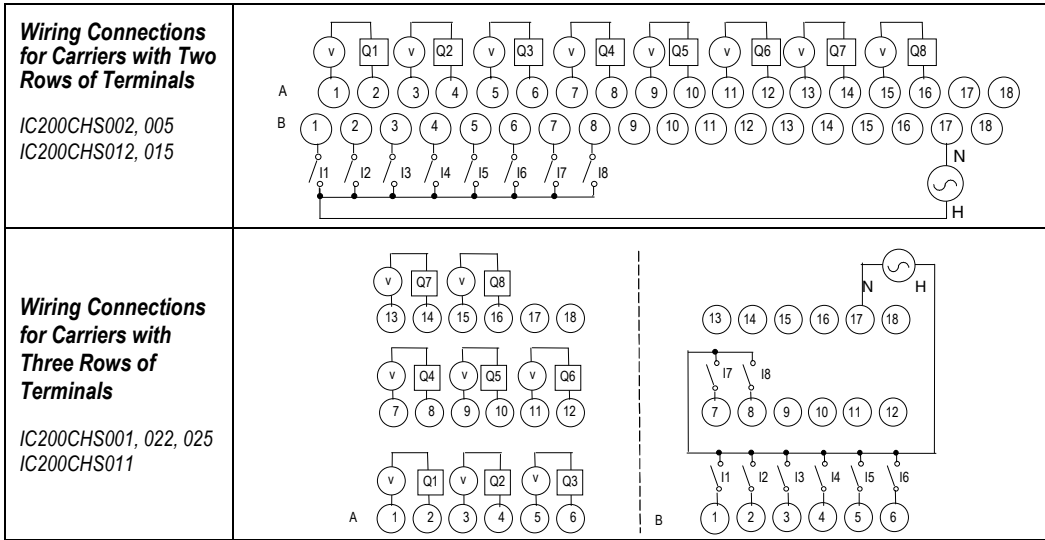 Wiring Connections
for Carriers with Two
Rows of Terminals
IC200CHS002, 005
IC200CHS012, 015
v Q1 v Q2 v Q3 v Q4 v Q5 v Q6 v Q7 v Q8
A 1 2 3 4 5 6 7 8 9 10 11 12 13 14 15 16 17 18
B 1 2 3 4 5 6 7 8 9 10 11 12 13 14 15 16 17 18
N
I1 I2 I3 I4 I5 I6 I7 I8
H
Wiring Connections
for Carriers with
Three Rows of
Terminals
IC200CHS001, 022, 025
IC200CHS011
v Q7 v Q8
13 14 15 16 17 18
v Q4 v Q5 v Q6
7 8 9 10 11 12
v Q1 v Q2 v Q3
A 1 2 3 4 5 6
N H
13 14 15 16 17 18
I7 I8
7 8 9 10 11 12
I1 I2 I3 I4 I5 I6
B 1 2 3 4 5 6